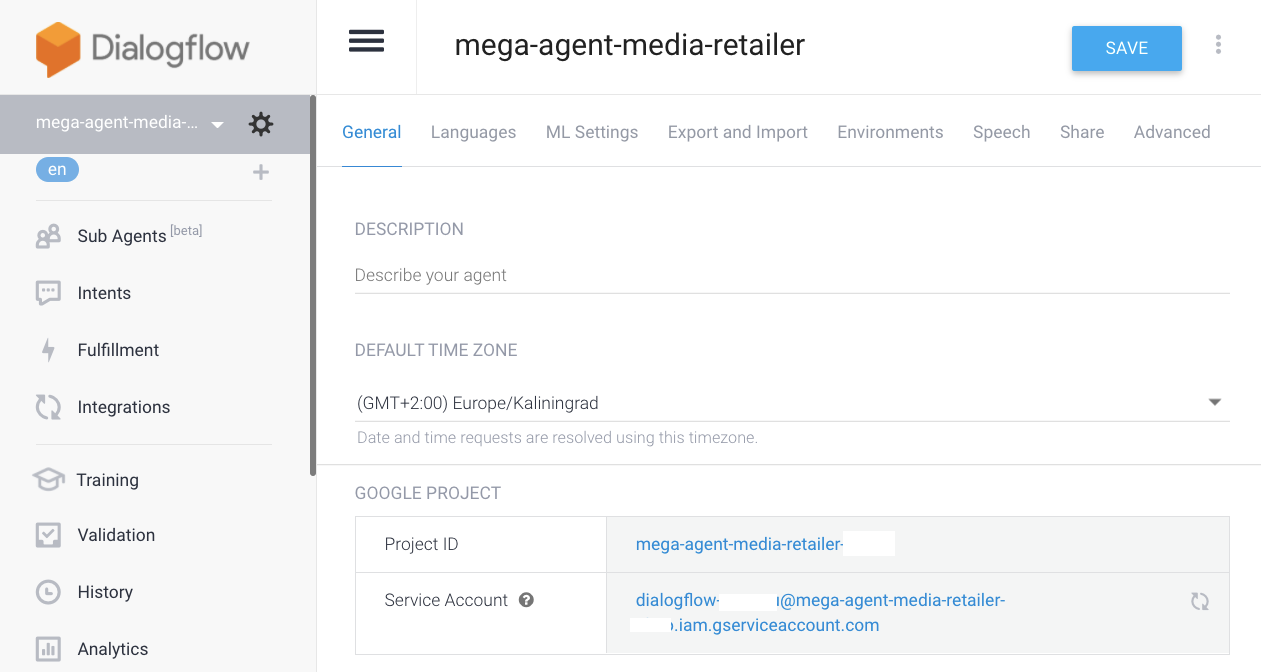 Dialogflow
mega-agent-media-retailer
SAVE
mega-agent-media-...
en
Sub Agents [beta]
Intents
Fulfillment
Integrations
Training
Validation
History
Analytics
General Languages ML Settings Export and Import Environments Speech Share Advanced
DESCRIPTION
Describe your agent
DEFAULT TIME ZONE
(GMT+2:00) Europe/Kaliningrad
Date and time requests are resolved using this timezone.
GOOGLE PROJECT
Project ID
mega-agent-media-retailer-
Service Account
dialogflow- @mega-agent-media-retailer-
.iam.gserviceaccount.com